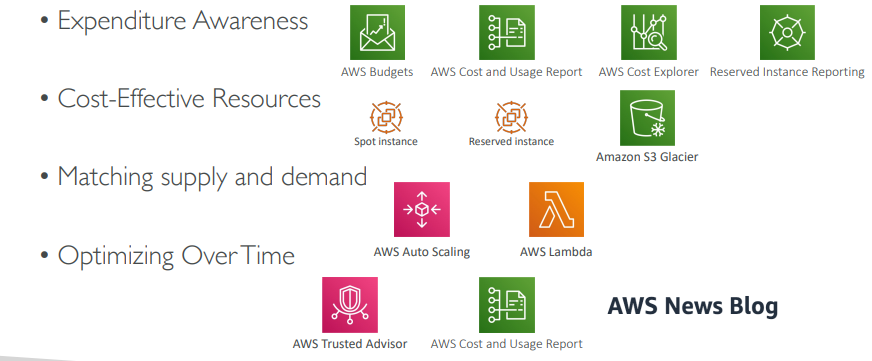 • Expenditure Awareness
AWS Budgets AWS Cost and Usage Report AWS Cost Explorer Reserved Instance Reporting
• Cost-Effective Resources
Spot instance Reserved instance Amazon S3 Glacier
• Matching supply and demand
AWS Auto Scaling AWS Lambda
• Optimizing Over Time
AWS Trusted Advisor AWS Cost and Usage Report AWS News Blog